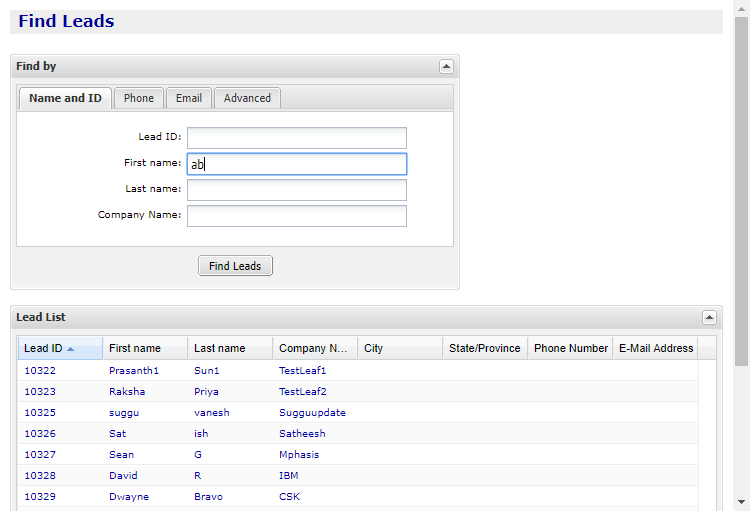 Find Leads
Find by
Name and ID Phone Email Advanced
Lead ID:
First name: ab
Last name:
Company Name:
Find Leads
Lead List
Lead ID First name Last name Company N... City State/Province Phone Number E-Mail Address
10322 Prasanth1 Sun1 TestLeaf1
10323 Raksha Priya TestLeaf2
10325 suggu vanesh Sugguupdate
10326 Sat ish Satheesh
10327 Sean G Mphasis
10328 David R IBM
10329 Dwayne Bravo CSK